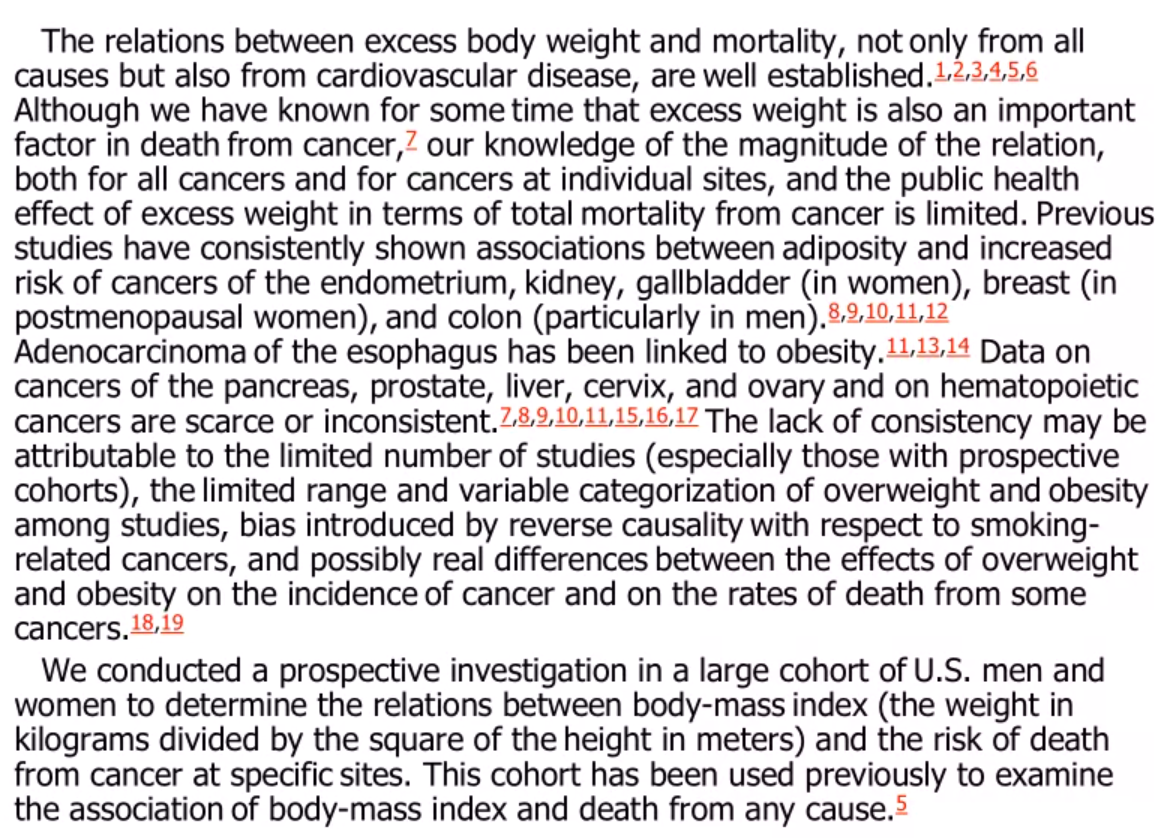 The relations between excess body weight and mortality, not only from all
causes but also from cardiovascular disease, are well established.1,2,3,4,5,6
Although we have known for some time that excess weight is also an important
factor in death from cancer,7 our knowledge of the magnitude of the relation,
both for all cancers and for cancers at individual sites, and the public health
effect of excess weight in terms of total mortality from cancer is limited. Previous
studies have consistently shown associations between adiposity and increased
risk of cancers of the endometrium, kidney, gallbladder (in women), breast (in
postmenopausal women), and colon (particularly in men).8,9,10,11,12
Adenocarcinoma of the esophagus has been linked to obesity.11,13,14 Data on
cancers of the pancreas, prostate, liver, cervix, and ovary and on hematopoietic
cancers are scarce or inconsistent.7,8,9,10,11,15,16,17 The lack of consistency may be
attributable to the limited number of studies (especially those with prospective
cohorts), the limited range and variable categorization of overweight and obesity
among studies, bias introduced by reverse causality with respect to smoking-
related cancers, and possibly real differences between the effects of overweight
and obesity on the incidence of cancer and on the rates of death from some
cancers.18,19
We conducted a prospective investigation in a large cohort of U.S. men and
women to determine the relations between body-mass index (the weight in
kilograms divided by the square of the height in meters) and the risk of death
from cancer at specific sites. This cohort has been used previously to examine
the association of body-mass index and death from any cause.5